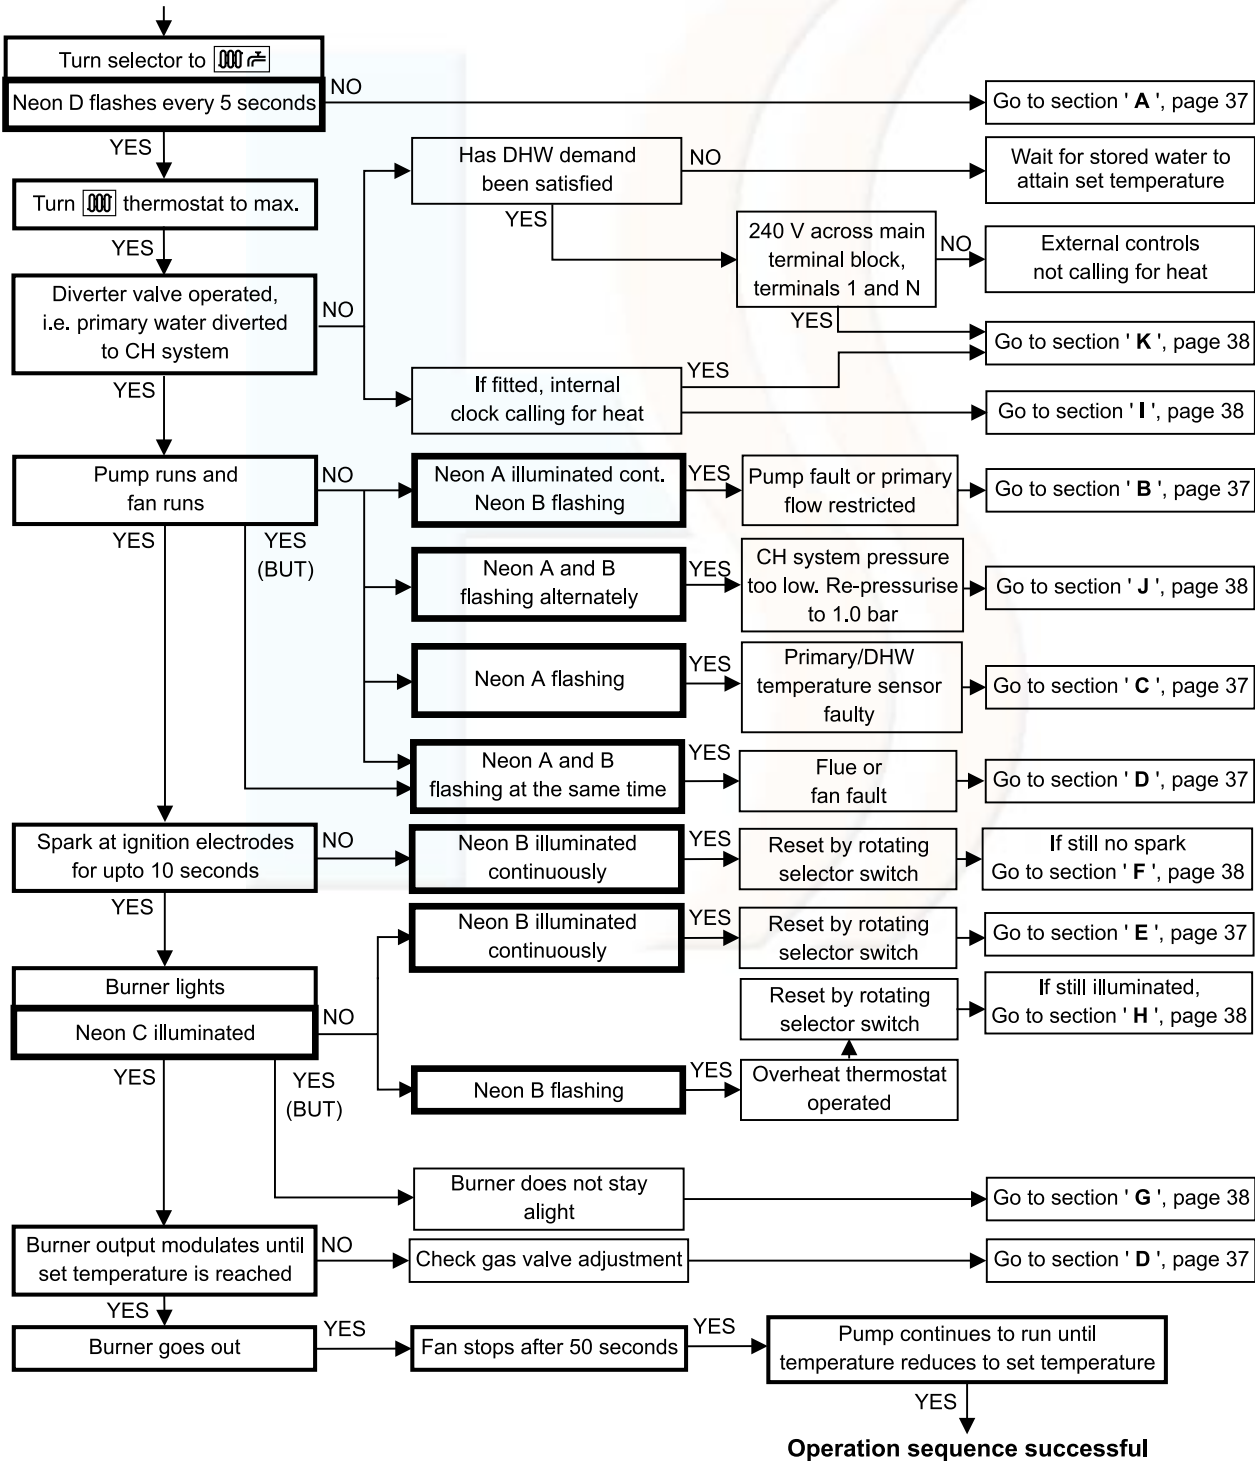 Turn selector to
Neon D flashes every 5 seconds
NO
Go to section ' A ', page 37
YES
Turn thermostat to max.
YES
Diverter valve operated,
i.e. primary water diverted
to CH system
NO
Has DHW demand
been satisfied
NO
Wait for stored water to
attain set temperature
YES
240 V across main
terminal block,
terminals 1 and N
NO
External controls
not calling for heat
YES
Go to section ' K ', page 38
If fitted, internal
clock calling for heat
YES
Go to section ' I ', page 38
YES
Pump runs and
fan runs
NO
Neon A illuminated cont.
Neon B flashing
YES
Pump fault or primary
flow restricted
Go to section ' B ', page 37
YES
YES
(BUT)
Neon A and B
flashing alternately
YES
CH system pressure
too low. Re-pressurise
to 1.0 bar
Go to section ' J ', page 38
Neon A flashing
YES
Primary/DHW
temperature sensor
faulty
Go to section ' C ', page 37
Neon A and B
flashing at the same time
YES
Flue or
fan fault
Go to section ' D ', page 37
Spark at ignition electrodes
for upto 10 seconds
NO
Neon B illuminated
continuously
YES
Reset by rotating
selector switch
If still no spark
Go to section ' F ', page 38
YES
Neon B illuminated
continuously
YES
Reset by rotating
selector switch
Go to section ' E ', page 37
Burner lights
Neon C illuminated
NO
Reset by rotating
selector switch
If still illuminated,
Go to section ' H ', page 38
YES
YES
(BUT)
Neon B flashing
YES
Overheat thermostat
operated
Burner does not stay
alight
Go to section ' G ', page 38
Burner output modulates until
set temperature is reached
NO
Check gas valve adjustment
Go to section ' D ', page 37
YES
Burner goes out
YES
Fan stops after 50 seconds
YES
Pump continues to run until
temperature reduces to set temperature
YES
Operation sequence successful